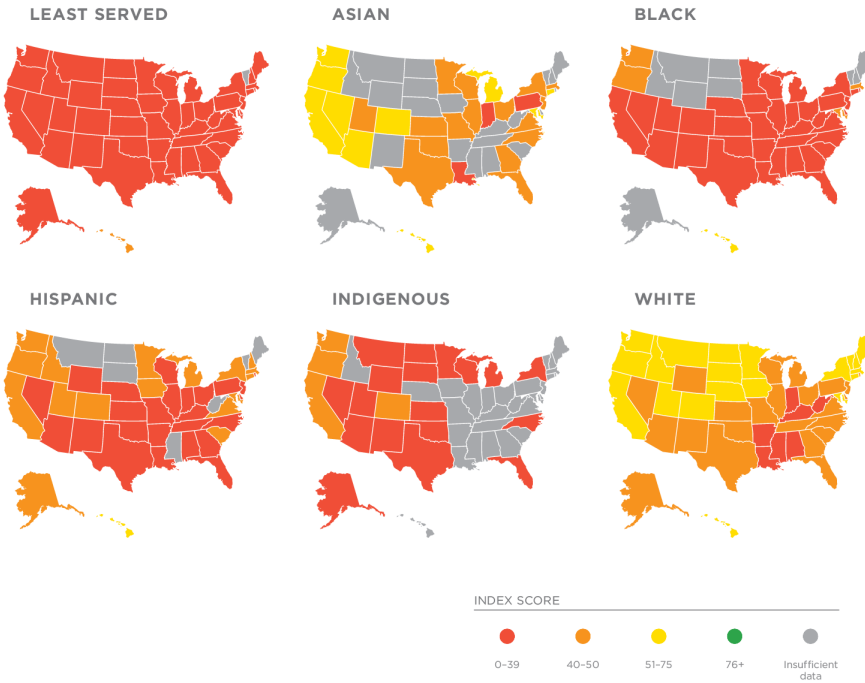 LEAST SERVED
ASIAN
BLACK
HISPANIC
INDIGENOUS
WHITE
INDEX SCORE
0–39
40–50
51–75
76+
Insufficient
data